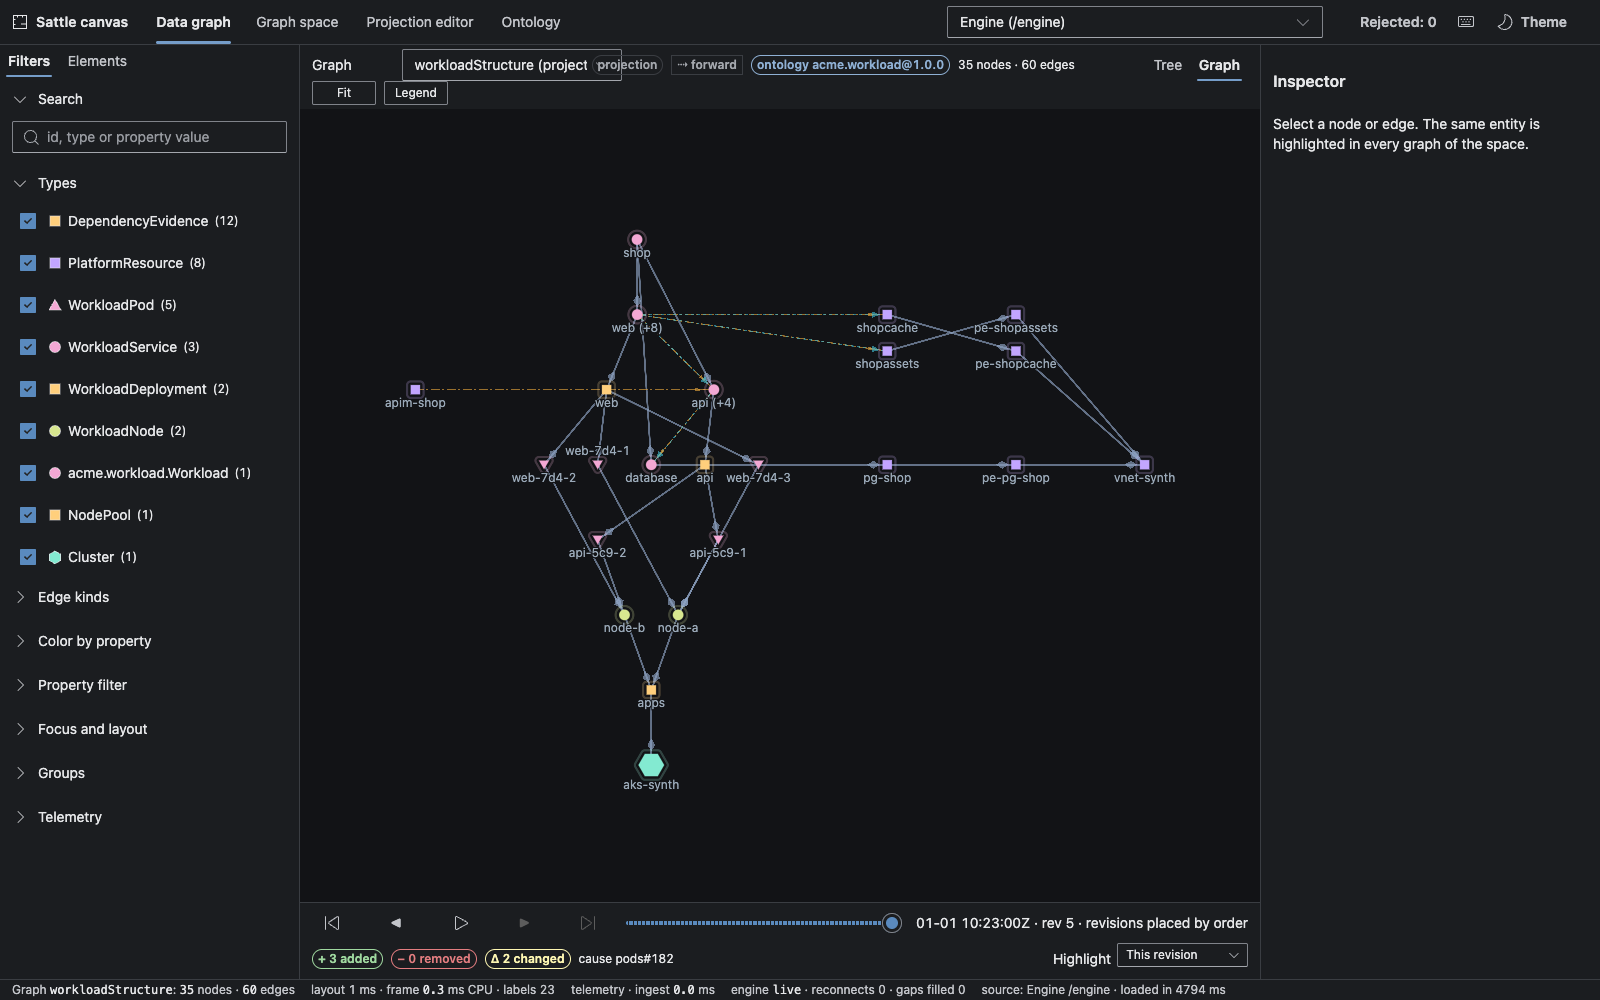 Sattle canvas
Data graph
Graph space
Projection editor
Ontology
Engine (/engine)
Rejected: 0
Theme
Filters
Elements
Search
id, type or property value
Types
DependencyEvidence (12)
PlatformResource (8)
WorkloadPod (5)
WorkloadService (3)
WorkloadDeployment (2)
WorkloadNode (2)
acme.workload.Workload (1)
NodePool (1)
Cluster (1)
Edge kinds
Color by property
Property filter
Focus and layout
Groups
Telemetry
Graph
workloadStructure (project
projection
⇢ forward
ontology acme.workload@1.0.0
35 nodes · 60 edges
Tree
Graph
Fit
Legend
shop
web (+8)
shopcache
pe-shopassets
shopassets
pe-shopcache
apim-shop
web
api (+4)
web-7d4-1
web-7d4-2
database
api
web-7d4-3
pg-shop
pe-pg-shop
vnet-synth
api-5c9-2
api-5c9-1
node-b
node-a
apps
aks-synth
Inspector
Select a node or edge. The same entity is
highlighted in every graph of the space.
01-01 10:23:00Z · rev 5 · revisions placed by order
+ 3 added
− 0 removed
Δ 2 changed
cause pods#182
Highlight
This revision
Graph workloadStructure: 35 nodes · 60 edges
layout 1 ms · frame 0.3 ms CPU · labels 23
telemetry · ingest 0.0 ms
engine live · reconnects 0 · gaps filled 0
source: Engine /engine · loaded in 4794 ms